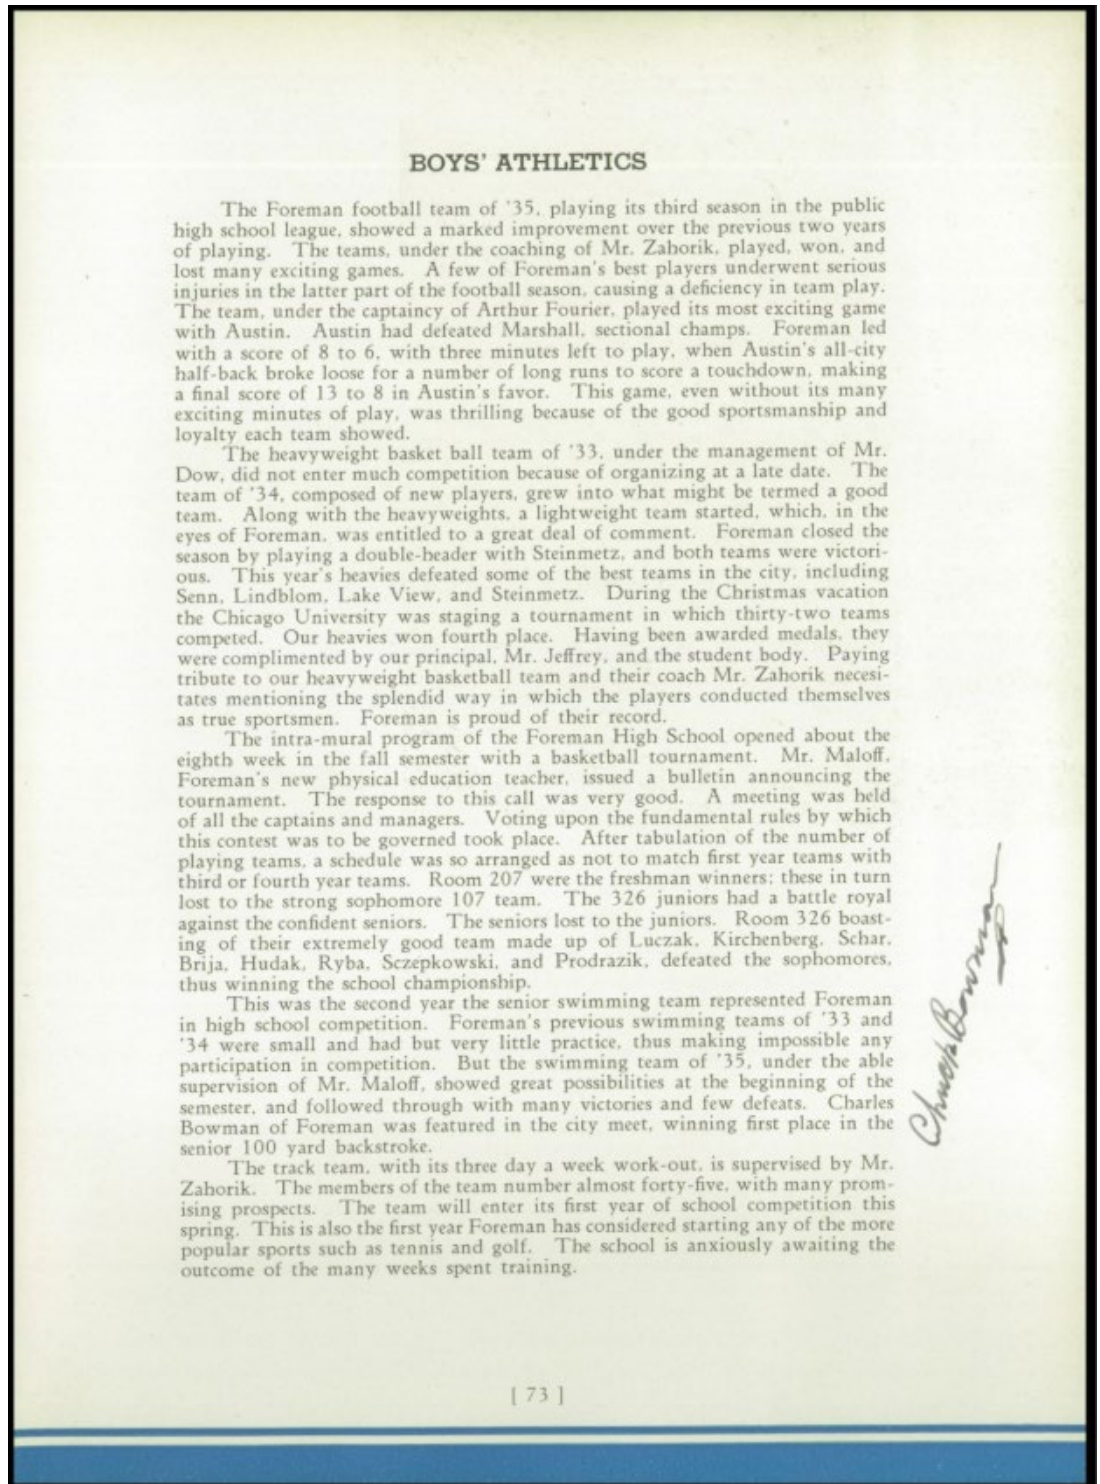 BOYS' ATHLETICS
The Foreman football team of '35, playing its third season in the public
high school league, showed a marked improvement over the previous two years
of playing. The teams, under the coaching of Mr. Zahorik, played, won, and
lost many exciting games. A few of Foreman's best players underwent serious
injuries in the latter part of the football season, causing a deficiency in team play.
The team, under the captaincy of Arthur Fourier, played its most exciting game
with Austin. Austin had defeated Marshall, sectional champs. Foreman led
with a score of 8 to 6, with three minutes left to play, when Austin's all-city
half-back broke loose for a number of long runs to score a touchdown, making
a final score of 13 to 8 in Austin's favor. This game, even without its many
exciting minutes of play, was thrilling because of the good sportsmanship and
loyalty each team showed.
The heavyweight basket ball team of '33, under the management of Mr.
Dow, did not enter much competition because of organizing at a late date. The
team of '34, composed of new players, grew into what might be termed a good
team. Along with the heavyweights, a lightweight team started, which, in the
eyes of Foreman, was entitled to a great deal of comment. Foreman closed the
season by playing a double-header with Steinmetz, and both teams were victori-
ous. This year's heavies defeated some of the best teams in the city, including
Senn, Lindblom, Lake View, and Steinmetz. During the Christmas vacation
the Chicago University was staging a tournament in which thirty-two teams
competed. Our heavies won fourth place. Having been awarded medals, they
were complimented by our principal, Mr. Jeffrey, and the student body. Paying
tribute to our heavyweight basketball team and their coach Mr. Zahorik necesi-
tates mentioning the splendid way in which the players conducted themselves
as true sportsmen. Foreman is proud of their record.
The intra-mural program of the Foreman High School opened about the
eighth week in the fall semester with a basketball tournament. Mr. Maloff,
Foreman's new physical education teacher, issued a bulletin announcing the
tournament. The response to this call was very good. A meeting was held
of all the captains and managers. Voting upon the fundamental rules by which
this contest was to be governed took place. After tabulation of the number of
playing teams, a schedule was so arranged as not to match first year teams with
third or fourth year teams. Room 207 were the freshman winners; these in turn
lost to the strong sophomore 107 team. The 326 juniors had a battle royal
against the confident seniors. The seniors lost to the juniors. Room 326 boast-
ing of their extremely good team made up of Luczak, Kirchenberg, Schar,
Brija, Hudak, Ryba, Sczepkowski, and Prodrazik, defeated the sophomores,
thus winning the school championship.
This was the second year the senior swimming team represented Foreman
in high school competition. Foreman's previous swimming teams of '33 and
'34 were small and had but very little practice, thus making impossible any
participation in competition. But the swimming team of '35, under the able
supervision of Mr. Maloff, showed great possibilities at the beginning of the
semester, and followed through with many victories and few defeats. Charles
Bowman of Foreman was featured in the city meet, winning first place in the
senior 100 yard backstroke.
The track team, with its three day a week work-out, is supervised by Mr.
Zahorik. The members of the team number almost forty-five, with many prom-
ising prospects. The team will enter its first year of school competition this
spring. This is also the first year Foreman has considered starting any of the more
popular sports such as tennis and golf. The school is anxiously awaiting the
outcome of the many weeks spent training.
Chuck Bowman
[ 73 ]